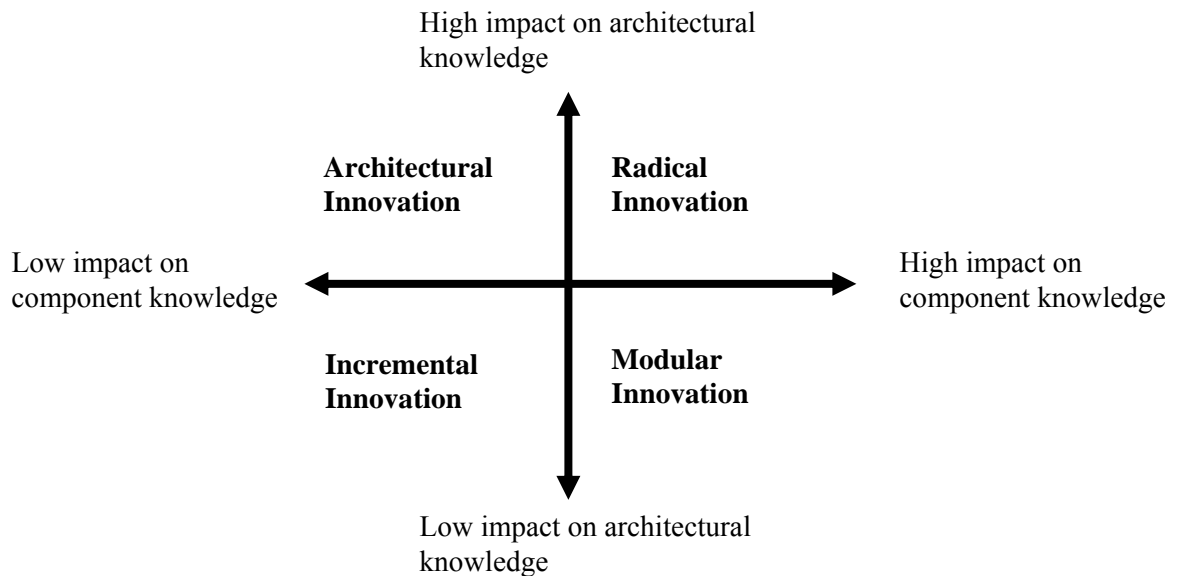 High impact on architectural
knowledge
Architectural
Innovation
Radical
Innovation
Low impact on
component knowledge
High impact on
component knowledge
Incremental
Innovation
Modular
Innovation
Low impact on architectural
knowledge